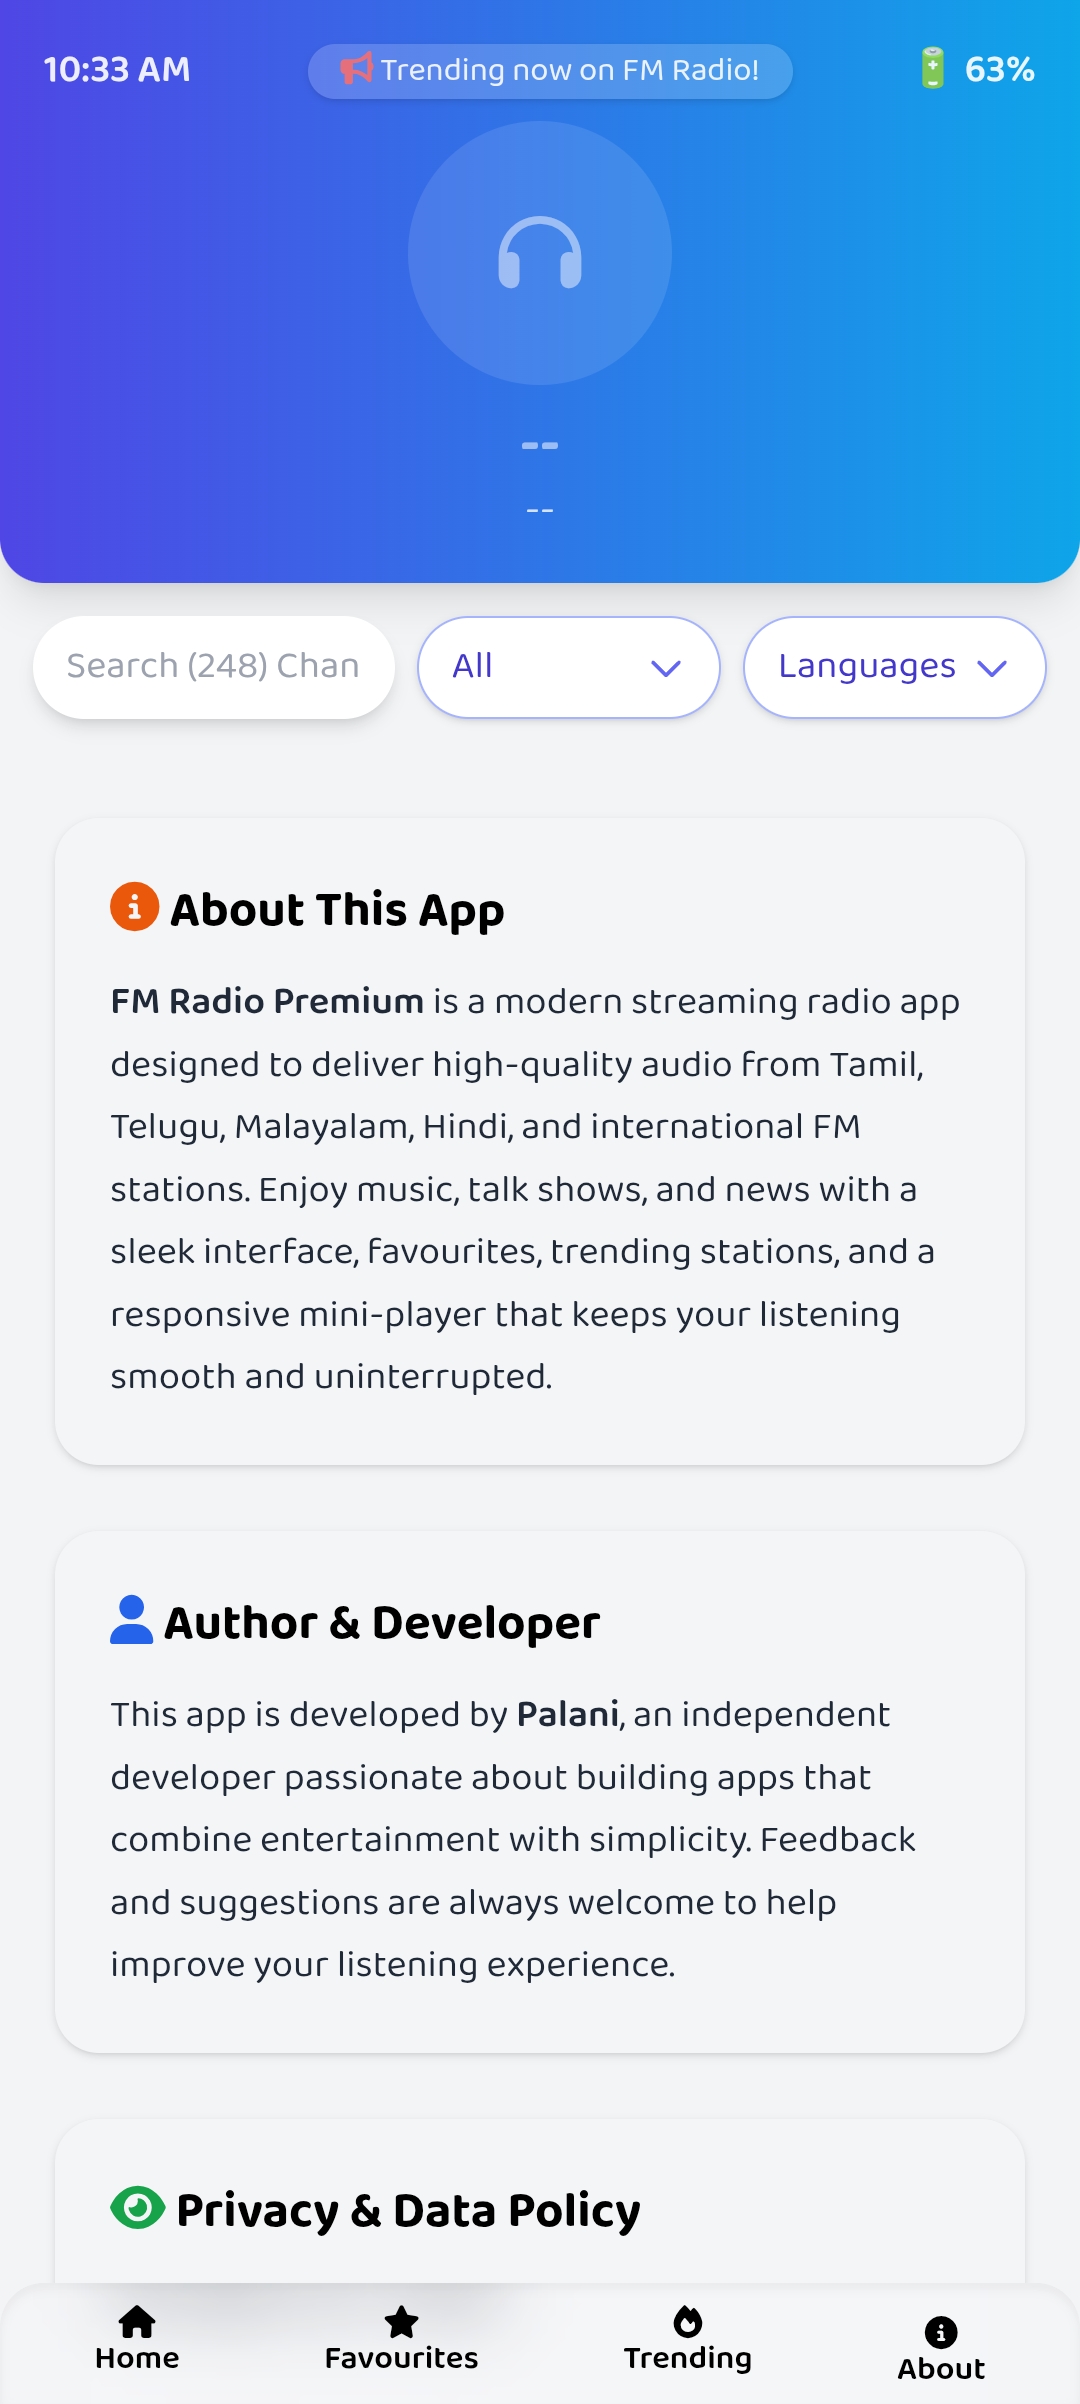 10:33 AM
Trending now on FM Radio!
63%
--
--
Search (248) Chan
All
Languages
About This App
FM Radio Premium is a modern streaming radio app
designed to deliver high-quality audio from Tamil,
Telugu, Malayalam, Hindi, and international FM
stations. Enjoy music, talk shows, and news with a
sleek interface, favourites, trending stations, and a
responsive mini-player that keeps your listening
smooth and uninterrupted.
Author & Developer
This app is developed by Palani, an independent
developer passionate about building apps that
combine entertainment with simplicity. Feedback
and suggestions are always welcome to help
improve your listening experience.
Privacy & Data Policy
Home
Favourites
Trending
About